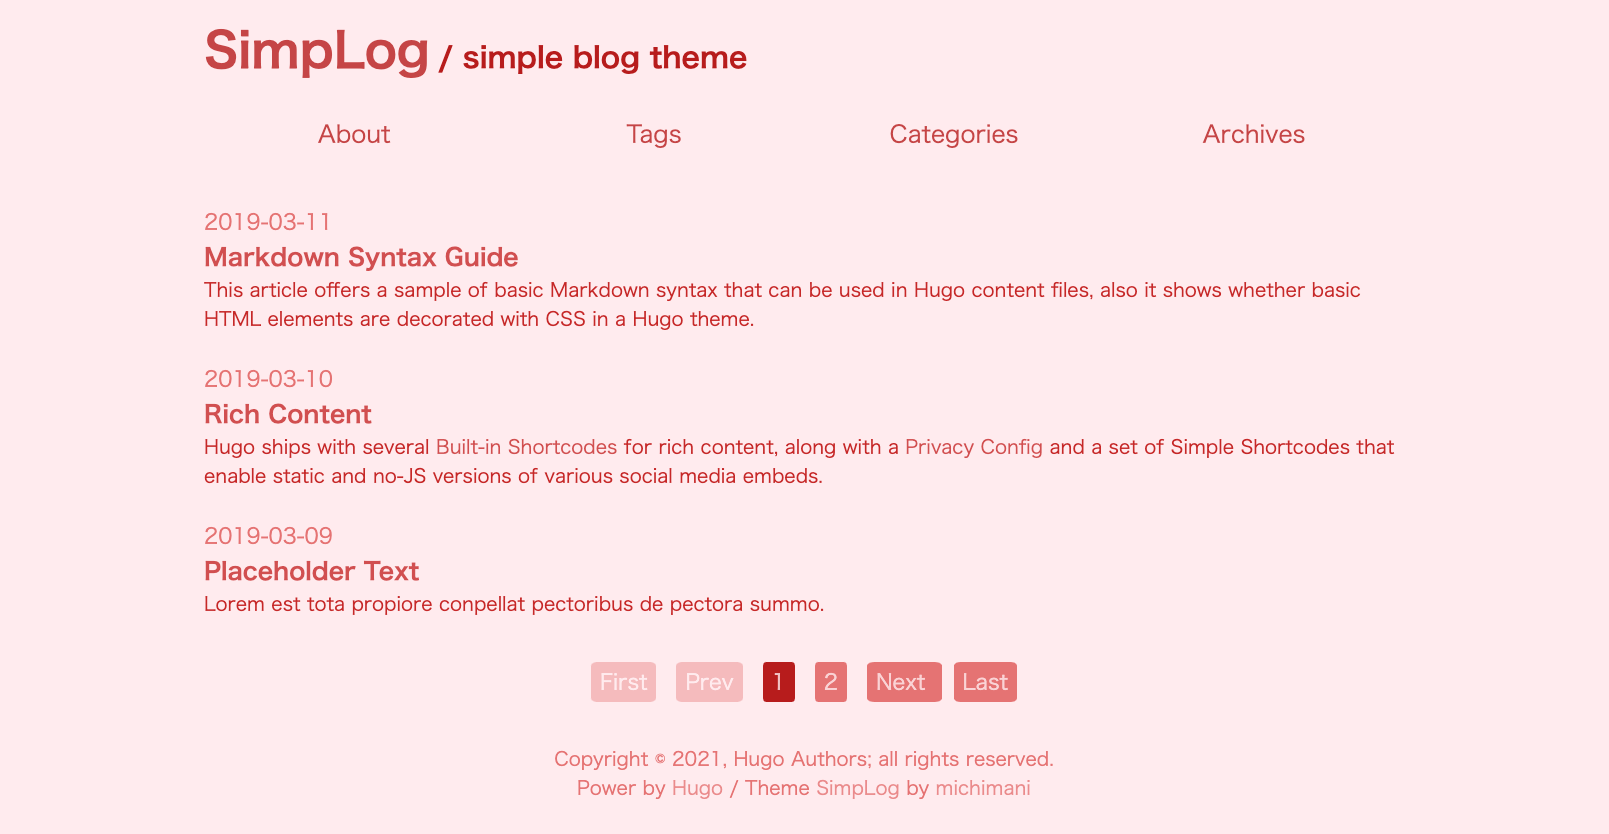 SimpLog / simple blog theme
About Tags Categories Archives
2019-03-11
Markdown Syntax Guide
This article offers a sample of basic Markdown syntax that can be used in Hugo content files, also it shows whether basic
HTML elements are decorated with CSS in a Hugo theme.
2019-03-10
Rich Content
Hugo ships with several Built-in Shortcodes for rich content, along with a Privacy Config and a set of Simple Shortcodes that
enable static and no-JS versions of various social media embeds.
2019-03-09
Placeholder Text
Lorem est tota propiore conpellat pectoribus de pectora summo.
First Prev 1 2 Next Last
Copyright © 2021, Hugo Authors; all rights reserved.
Power by Hugo / Theme SimpLog by michimani